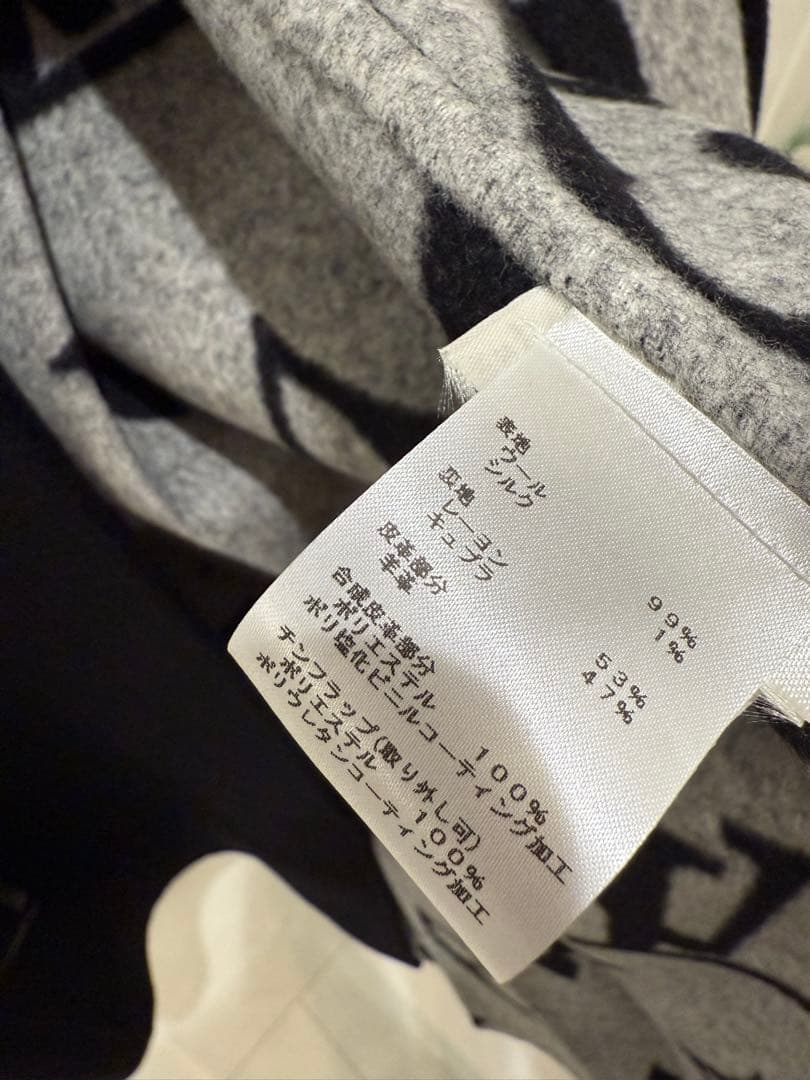 表地
ウール 99%
シルク 1%
裏地
レーヨン 53%
キュプラ 47%
皮革部分
羊革
合成皮革部分
ポリエステル 100%
ポリ塩化ビニルコーティング加工
チンフラップ(取り外し可)
ポリエステル 100%
ポリウレタンコーティング加工